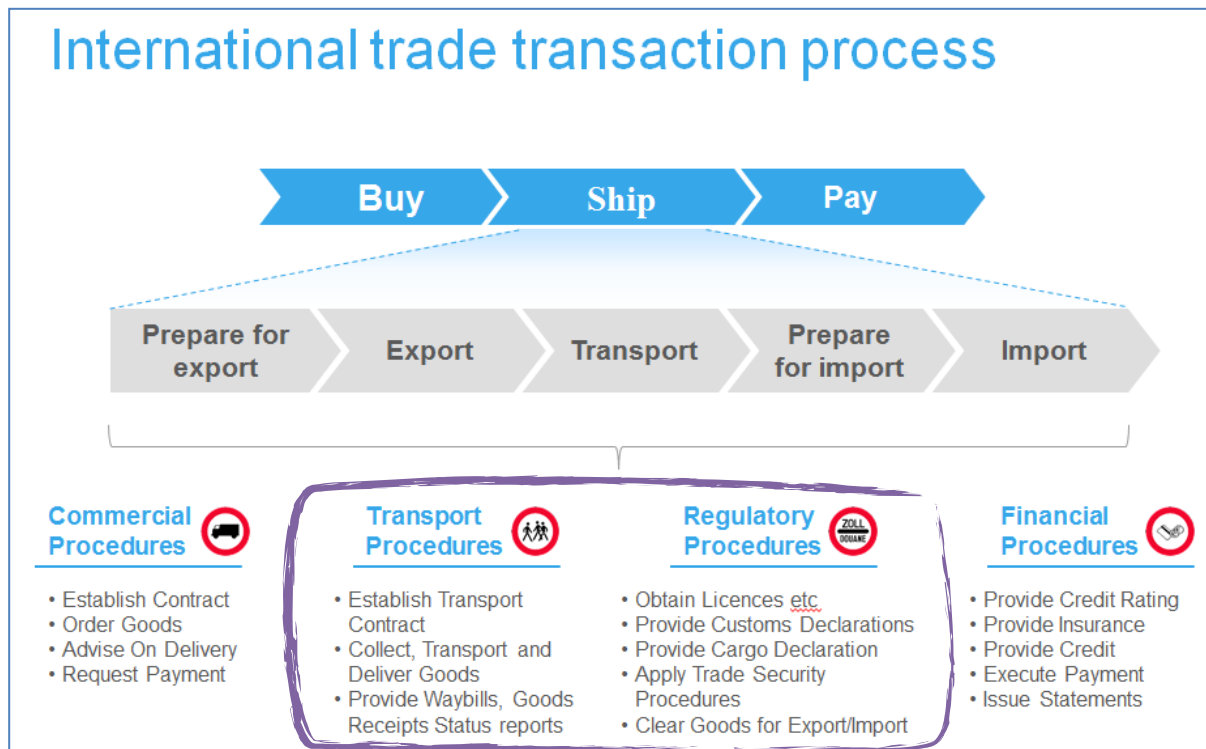 International trade transaction process
Buy
Ship
Pay
Prepare for
export
Export
Transport
Prepare
for import
Import
Commercial
Procedures
• Establish Contract
• Order Goods
• Advise On Delivery
• Request Payment
Transport
Procedures
• Establish Transport
Contract
• Collect, Transport and
Deliver Goods
• Provide Waybills, Goods
Receipts Status reports
Regulatory
Procedures
ZOLL
DOUANE
• Obtain Licences etc
• Provide Customs Declarations
• Provide Cargo Declaration
• Apply Trade Security
Procedures
• Clear Goods for Export/Import
Financial
Procedures
• Provide Credit Rating
• Provide Insurance
• Provide Credit
• Execute Payment
• Issue Statements